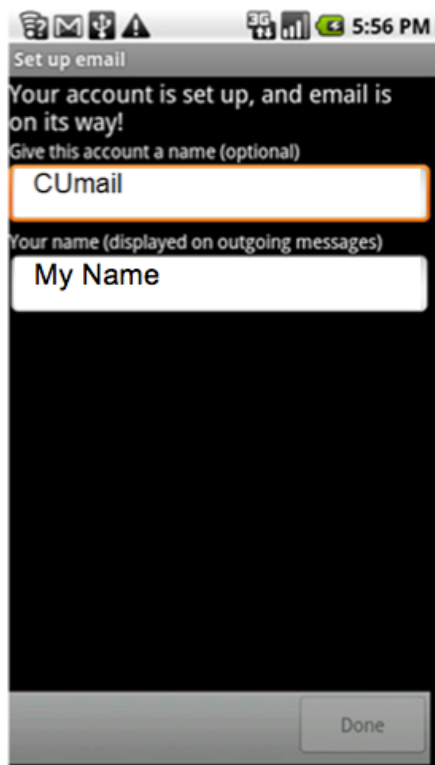 3G 5:56 PM
Set up email
Your account is set up, and email is
on its way!
Give this account a name (optional)
CUmail
Your name (displayed on outgoing messages)
My Name
Done